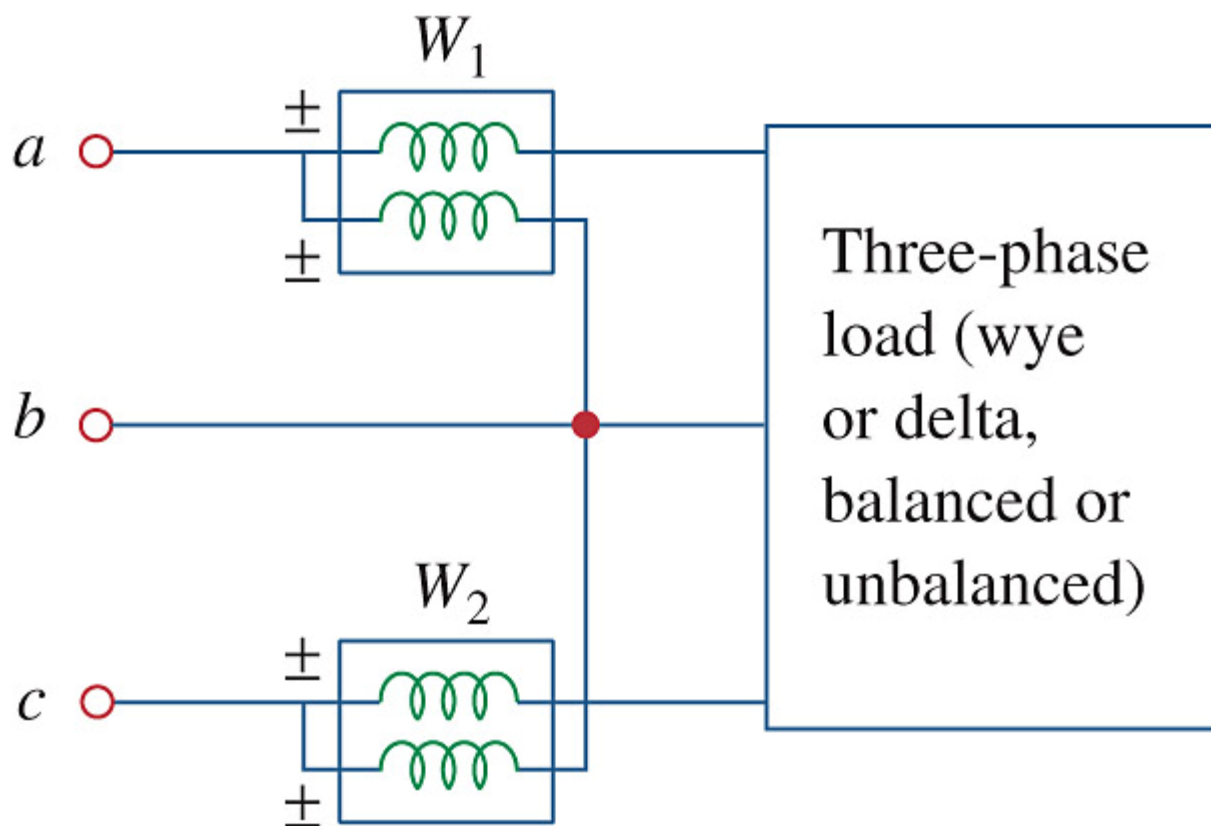 W₁
±
a
±
Three-phase
load (wye
b
or delta,
balanced or
unbalanced)
W₂
±
c
±